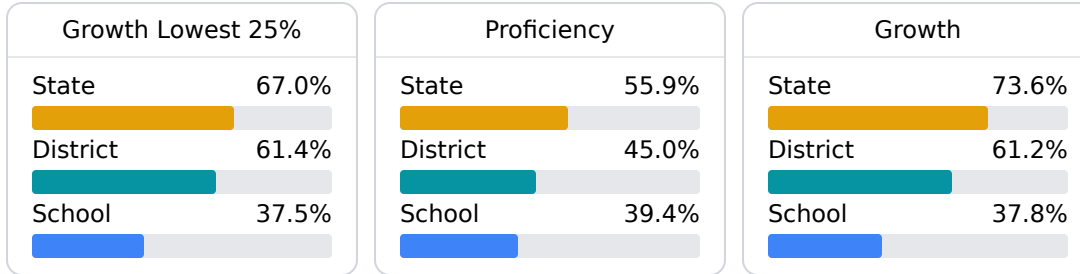 Growth Lowest 25%
State 67.0%
District 61.4%
School 37.5%
Proficiency
State 55.9%
District 45.0%
School 39.4%
Growth
State 73.6%
District 61.2%
School 37.8%